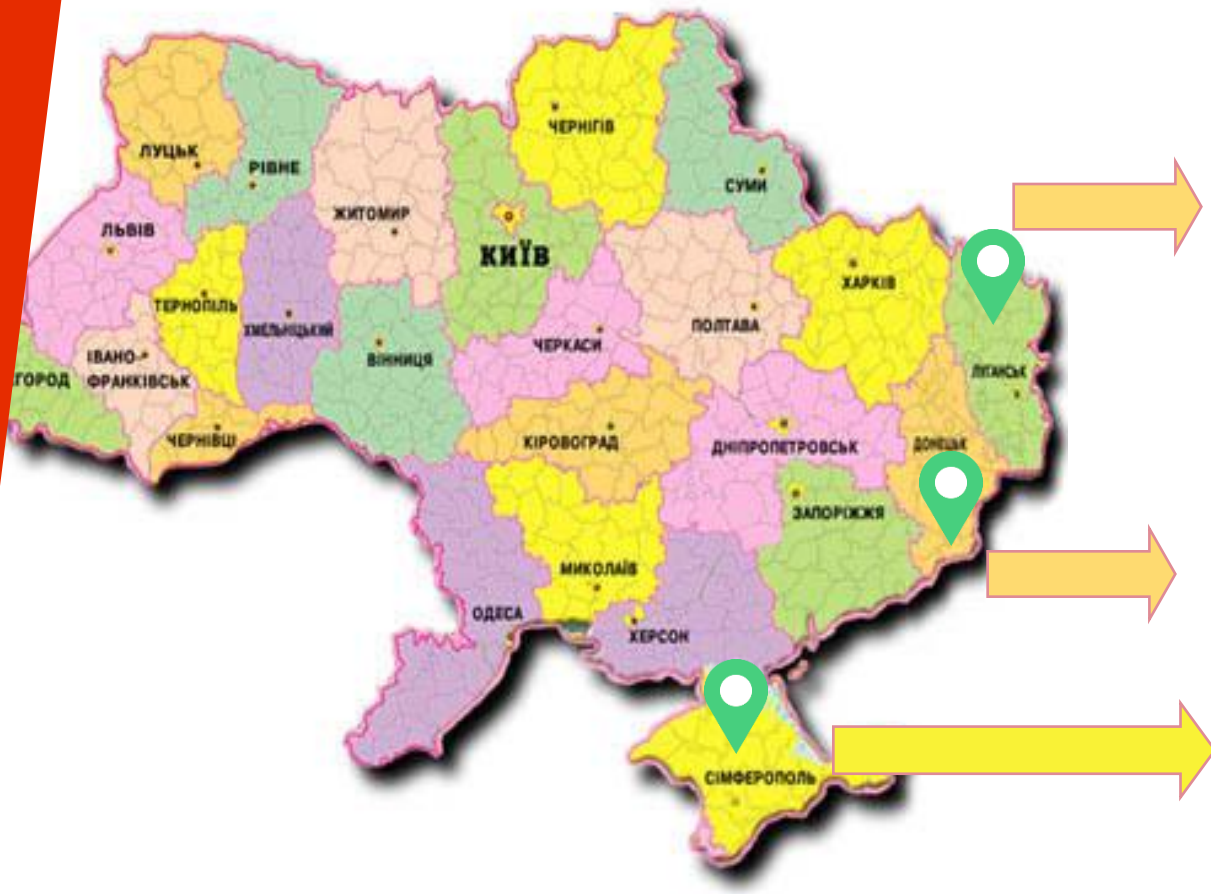 ЧЕРНІГІВ
ЛУЦЬК
РІВНЕ
СУМИ
ЖИТОМИР
ЛЬВІВ
КИЇВ
ХАРКІВ
ТЕРНОПІЛЬ
ХМЕЛЬНІЦЬКИЙ
ПОЛТАВА
ЧЕРКАСИ
ВІННИЦЯ
ІВАНО-
ФРАНКІВСЬК
ЛУГАНСЬК
ГОРОД
ЧЕРНІВЦІ
КІРОВОГРАД
ДНІПРОПЕТРОВСЬК
ДОНЕЦЬК
ЗАПОРІЖЖЯ
МИКОЛАЇВ
ОДЕСА
ХЕРСОН
СІМФЕРОПОЛЬ